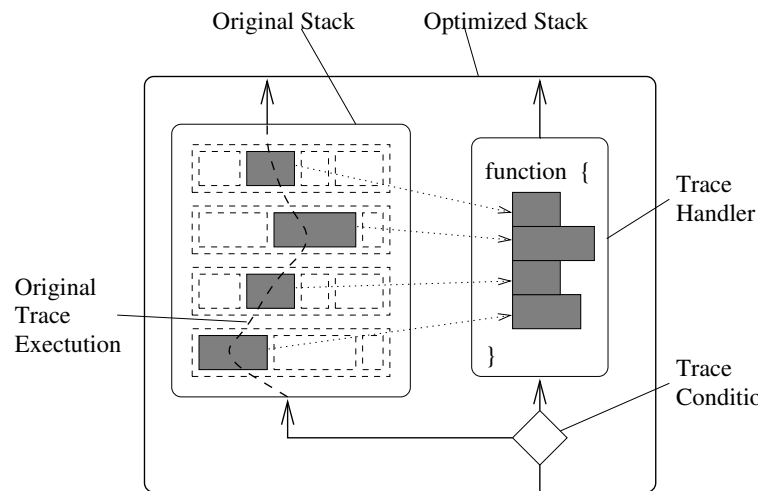 Original Stack
Optimized Stack
function {
Trace
Handler
Original
Trace
Exectution
}
Trace
Conditio